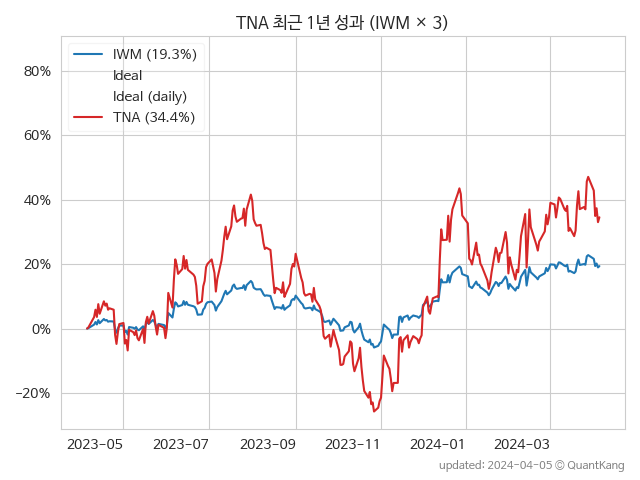 TNA 최근 1년 성과 (IWM × 3)
IWM (19.3%)
Ideal
Ideal (daily)
TNA (34.4%)
80%
60%
40%
20%
0%
−20%
2023−05 2023−07 2023−09 2023−11 2024−01 2024−03
updated: 2024−04−05 © QuantKang